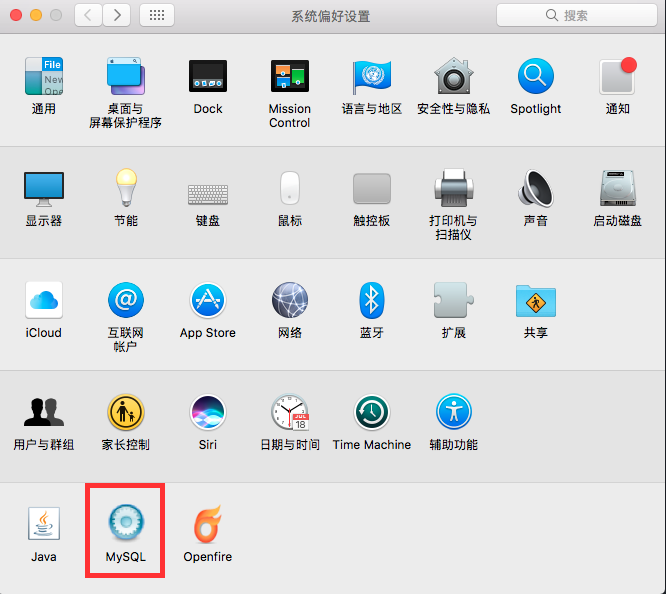 系统偏好设置
搜索
File
New
Ope
通用
桌面与
屏幕保护程序
Dock
Mission
Control
语言与地区
安全性与隐私
Spotlight
通知
显示器
节能
键盘
鼠标
触控板
打印机与
扫描仪
声音
启动磁盘
iCloud
@
互联网
帐户
App Store
网络
蓝牙
扩展
共享
用户与群组
家长控制
Siri
JUL
18
日期与时间
Time Machine
辅助功能
Java
MySQL
Openfire